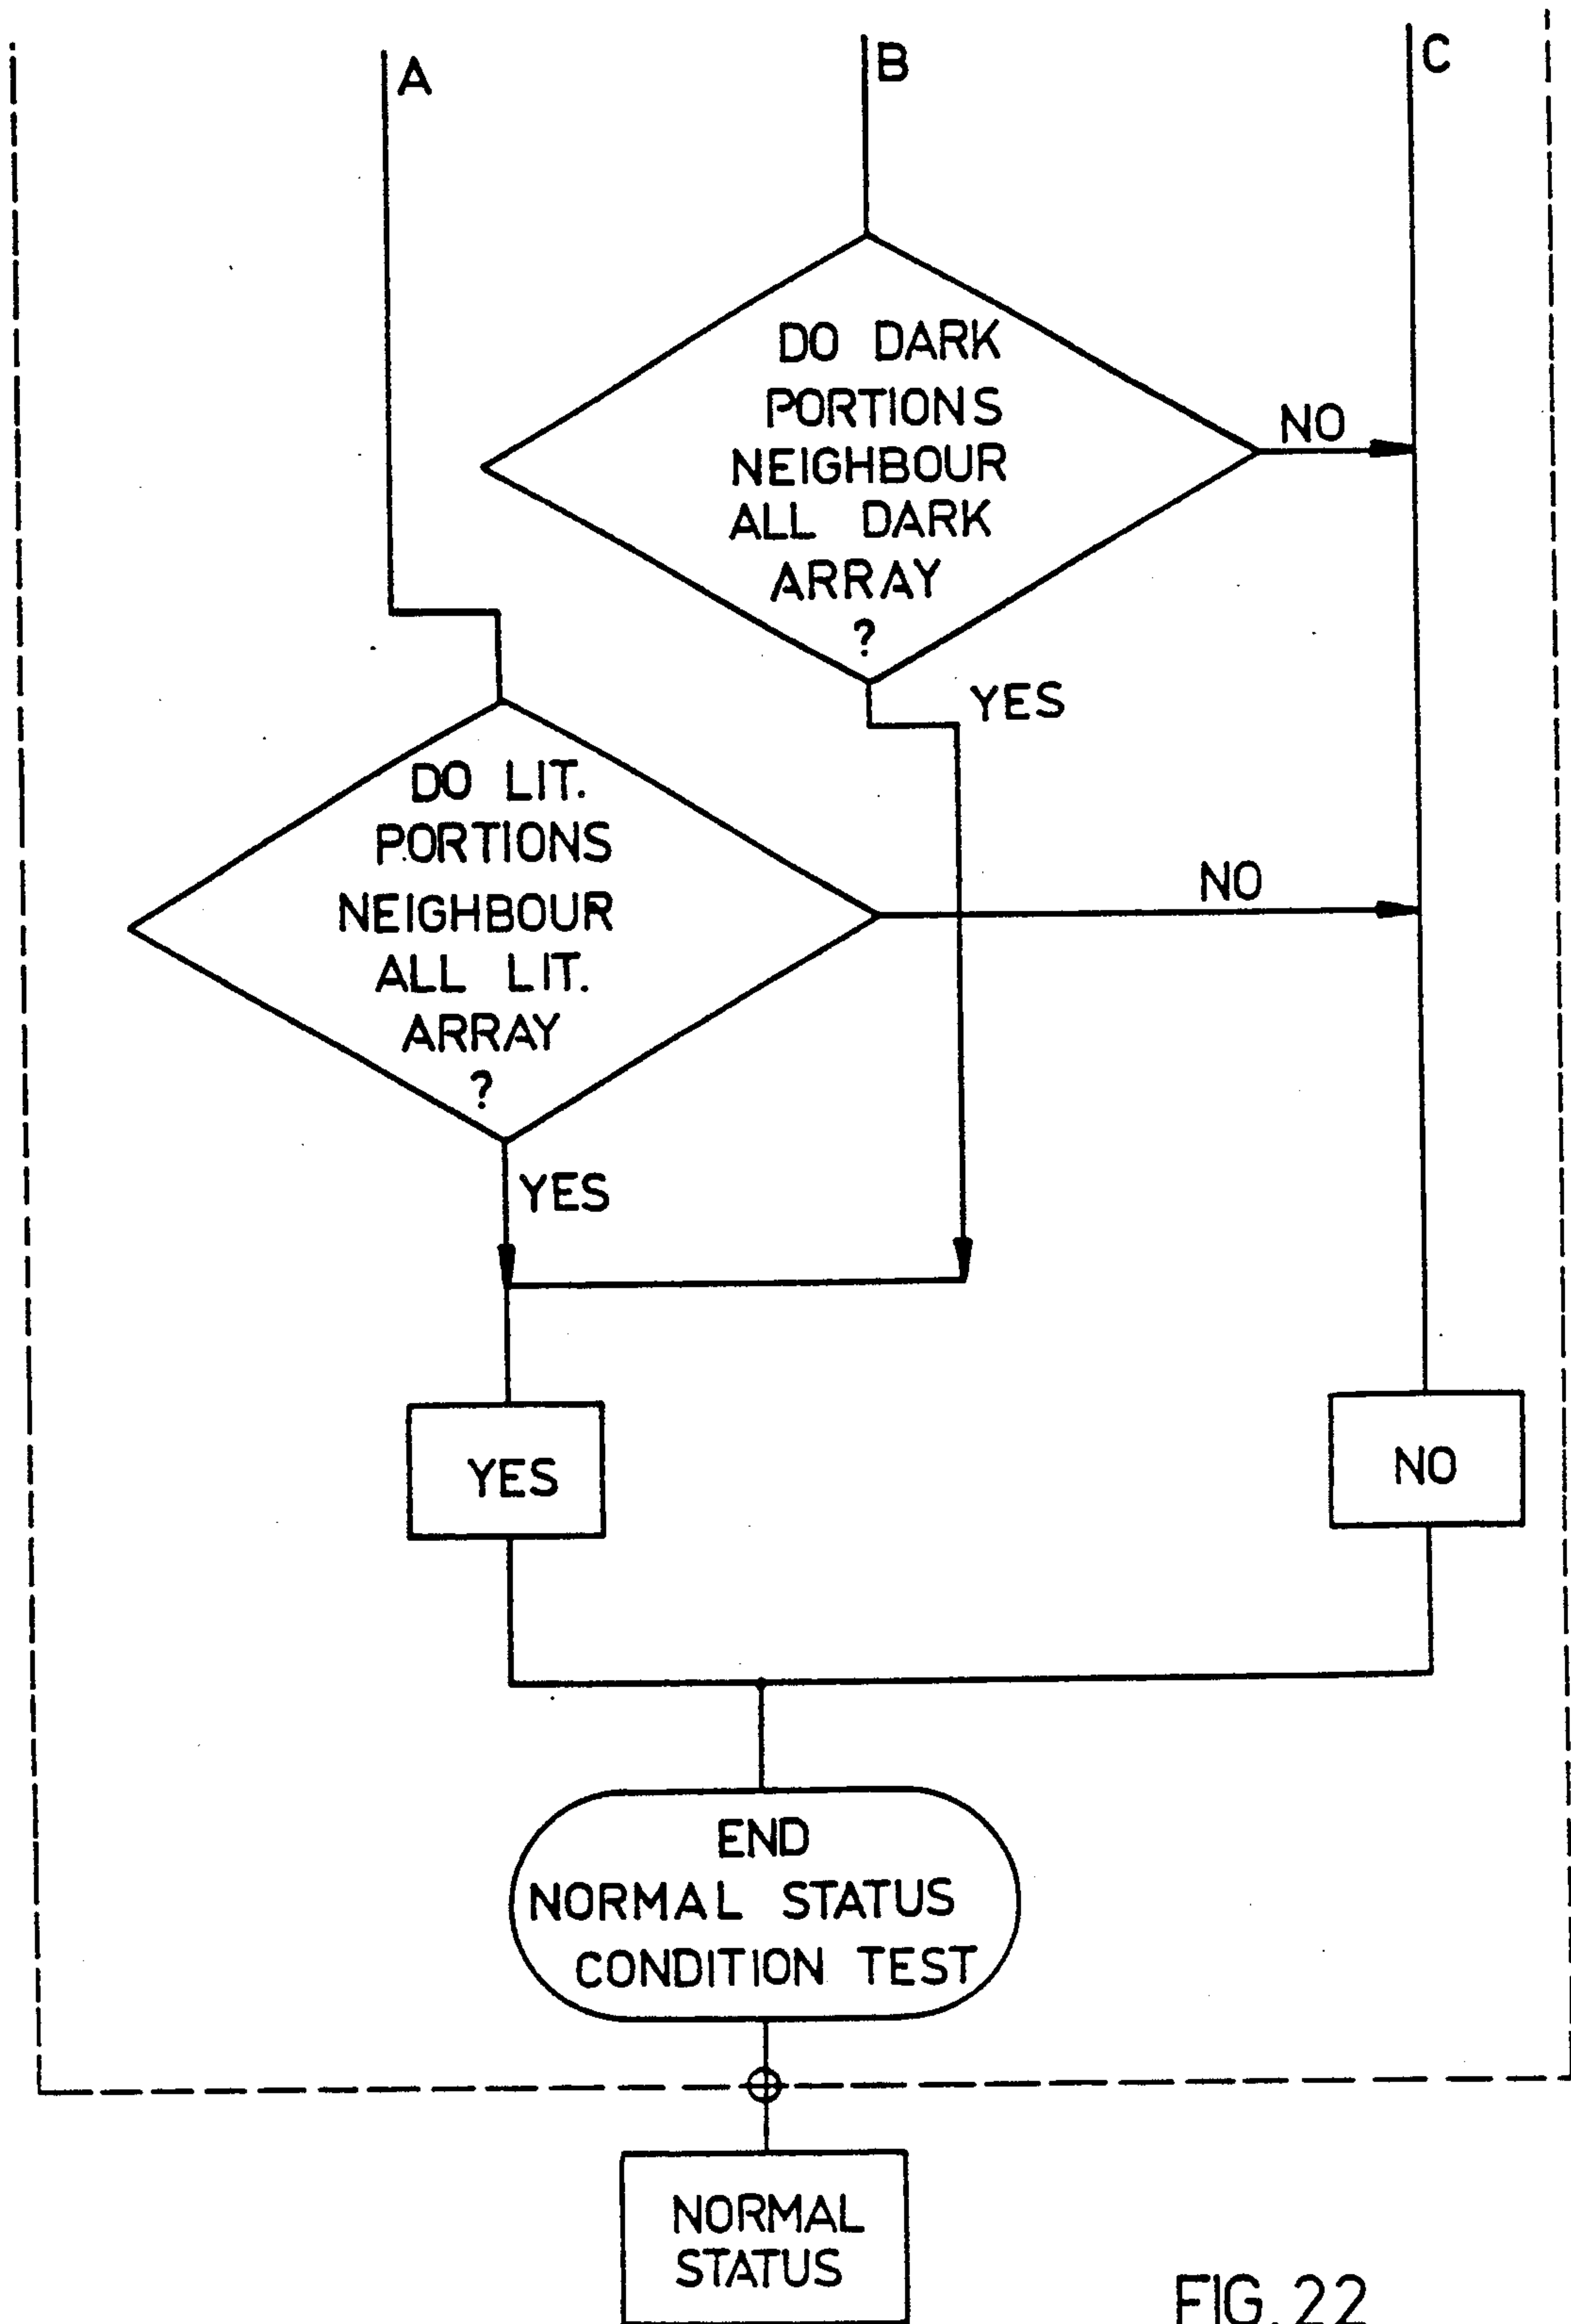 A
B
C
DO DARK
PORTIONS
NEIGHBOUR
ALL DARK
ARRAY
?
NO
YES
DO LIT.
PORTIONS
NEIGHBOUR
ALL LIT.
ARRAY
?
NO
YES
YES
NO
END
NORMAL STATUS
CONDITION TEST
NORMAL
STATUS
FIG. 22